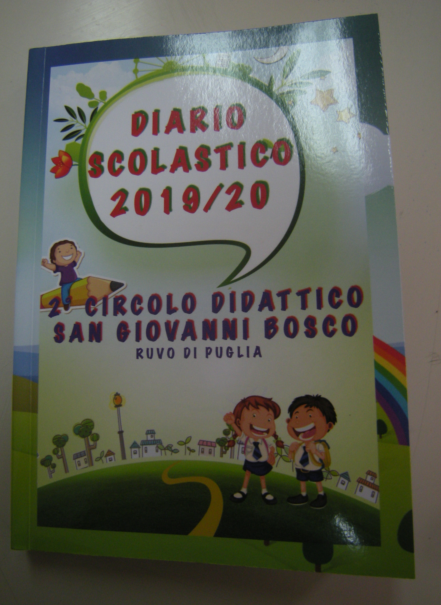 DIARIO
SCOLASTICO
2019/20
2° CIRCOLO DIDATTICO
SAN GIOVANNI BOSCO
RUVO DI PUGLIA